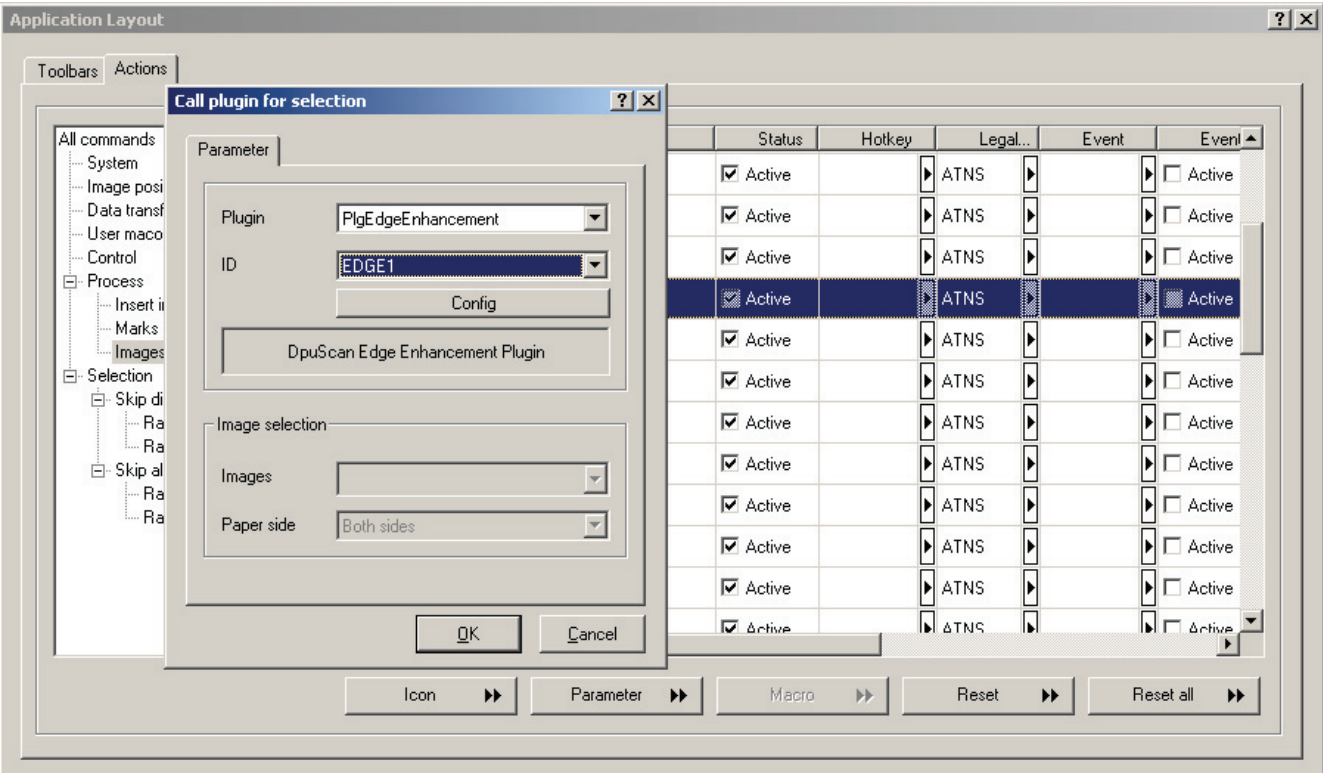 Application Layout
Toolbars Actions
Call plugin for selection
Parameter
Plugin PlgEdgeEnhancement
ID EDGE1
Config
DpuScan Edge Enhancement Plugin
Image selection
Images
Paper side Both sides
OK Cancel
All commands
System
Image posi
Data transf
User maco
Control
Process
Insert i
Marks
Images
Selection
Skip di
Ra
Ra
Skip al
Ra
Ra
Status Hotkey Legal... Event Event
Active ATNS Active
Active ATNS Active
Active ATNS Active
Active ATNS Active
Active ATNS Active
Active ATNS Active
Active ATNS Active
Active ATNS Active
Active ATNS Active
Active ATNS Active
Active ATNS Active
Active ATNS Active
Icon Parameter Macro Reset Reset all